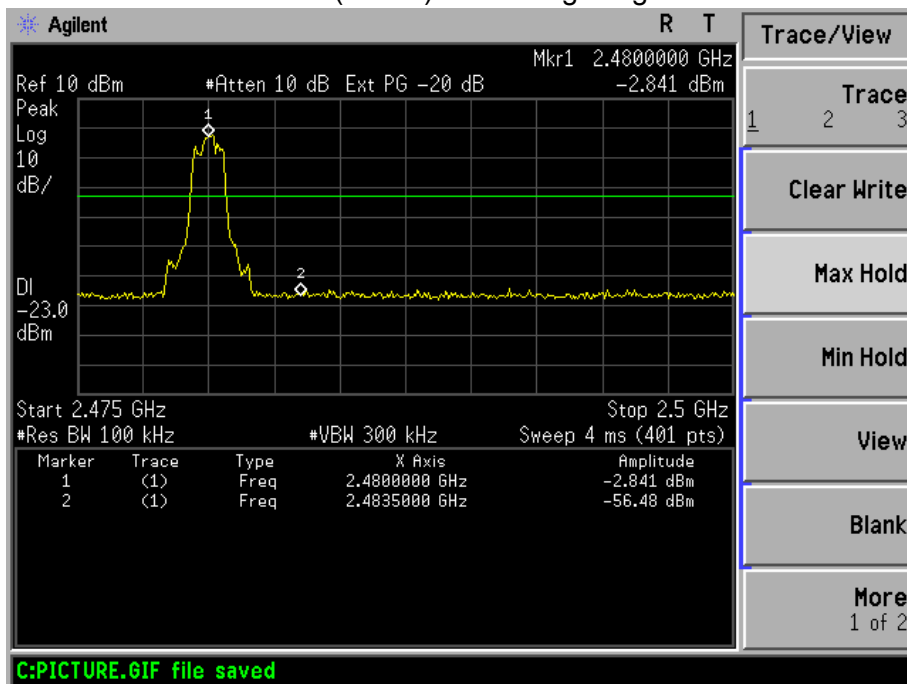 Agilent
R T
Mkr1 2.4800000 GHz
Ref 10 dBm #Atten 10 dB Ext PG -20 dB -2.841 dBm
Peak
Log
10
dB/
1
2
DI
-23.0
dBm
Start 2.475 GHz Stop 2.5 GHz
#Res BW 100 kHz #VBW 300 kHz Sweep 4 ms (401 pts)
Marker Trace Type X Axis Amplitude
1 (1) Freq 2.4800000 GHz -2.841 dBm
2 (1) Freq 2.4835000 GHz -56.48 dBm
C:PICTURE.GIF file saved
Trace/View
Trace
1 2 3
Clear Write
Max Hold
Min Hold
View
Blank
More
1 of 2